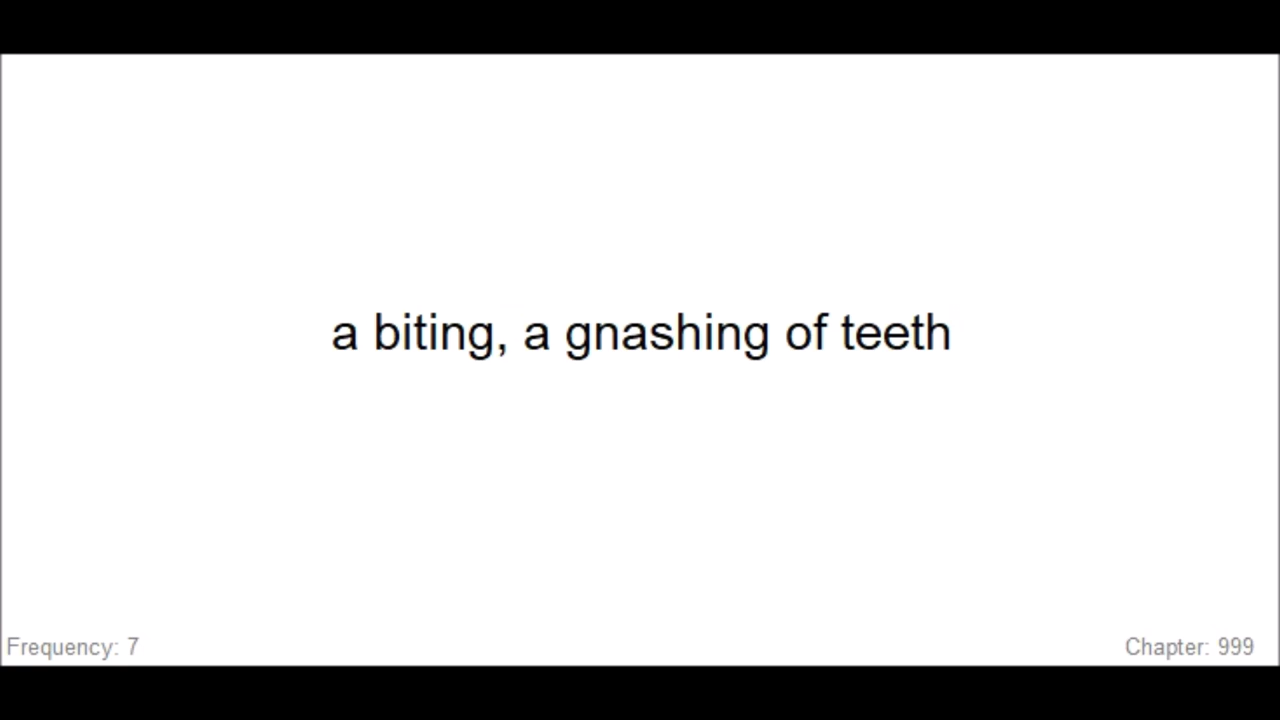 a biting, a gnashing of teeth
Frequency: 7
Chapter: 999